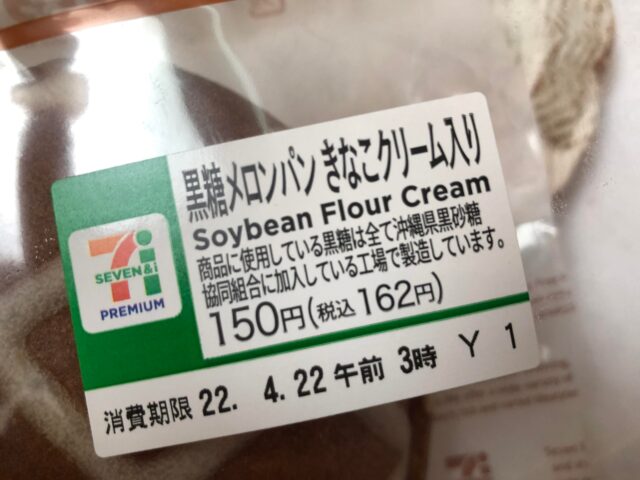 黒糖メロンパン きなこクリーム入り
Soybean Flour Cream
商品に使用している黒糖は全て沖縄県黒砂糖
協同組合に加入している工場で製造しています。
150円(税込162円)
SEVEN&i
PREMIUM
消費期限 22. 4. 22 午前 3時 Y 1